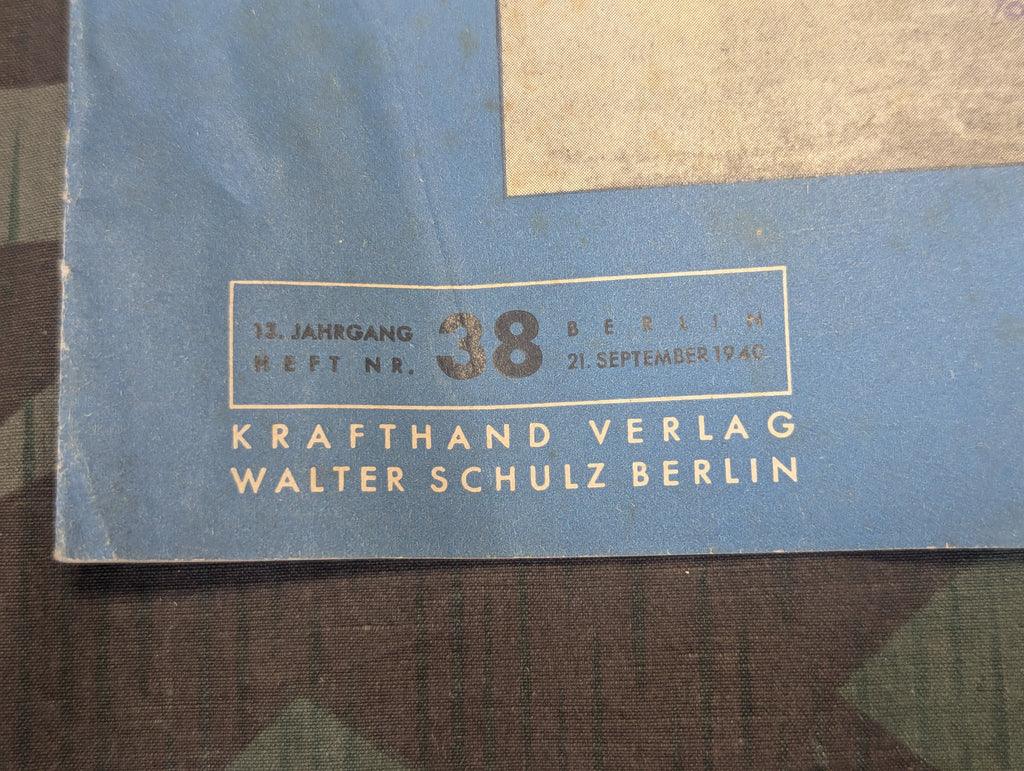 13. JAHRGANG
HEFT NR.
38
BERLIN
21. SEPTEMBER 1940
KRAFTHAND VERLAG
WALTER SCHULZ BERLIN